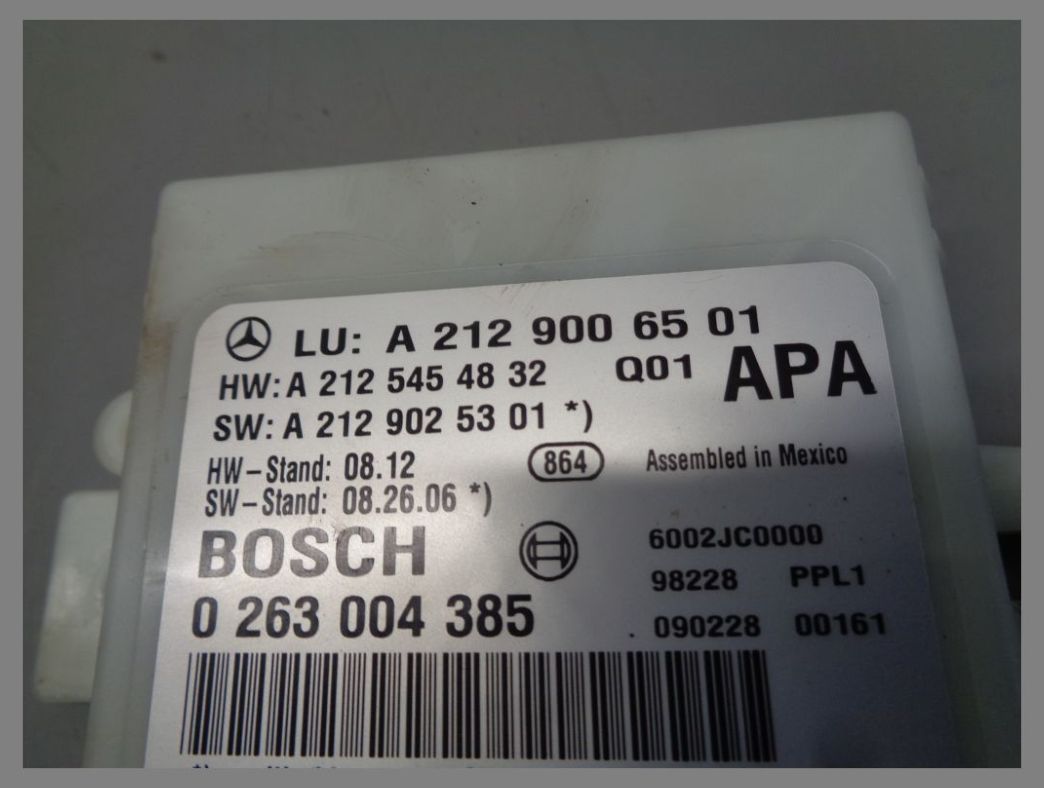 LU: A 212 900 65 01
HW: A 212 545 48 32 Q01 APA
SW: A 212 902 53 01 *)
HW-Stand: 08.12 864 Assembled in Mexico
SW-Stand: 08.26.06 *)
BOSCH 6002JC0000
98228 PPL1
0 263 004 385 . 090228 00161